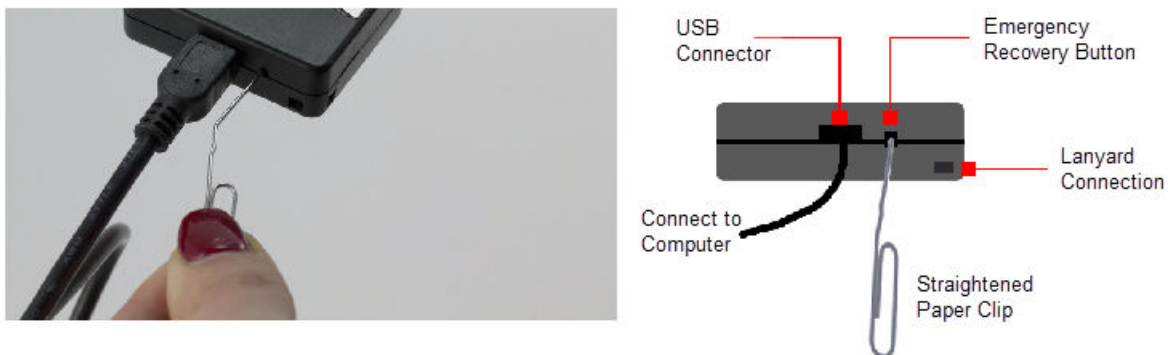 USB
Connector
Emergency
Recovery Button
Lanyard
Connection
Connect to
Computer
Straightened
Paper Clip